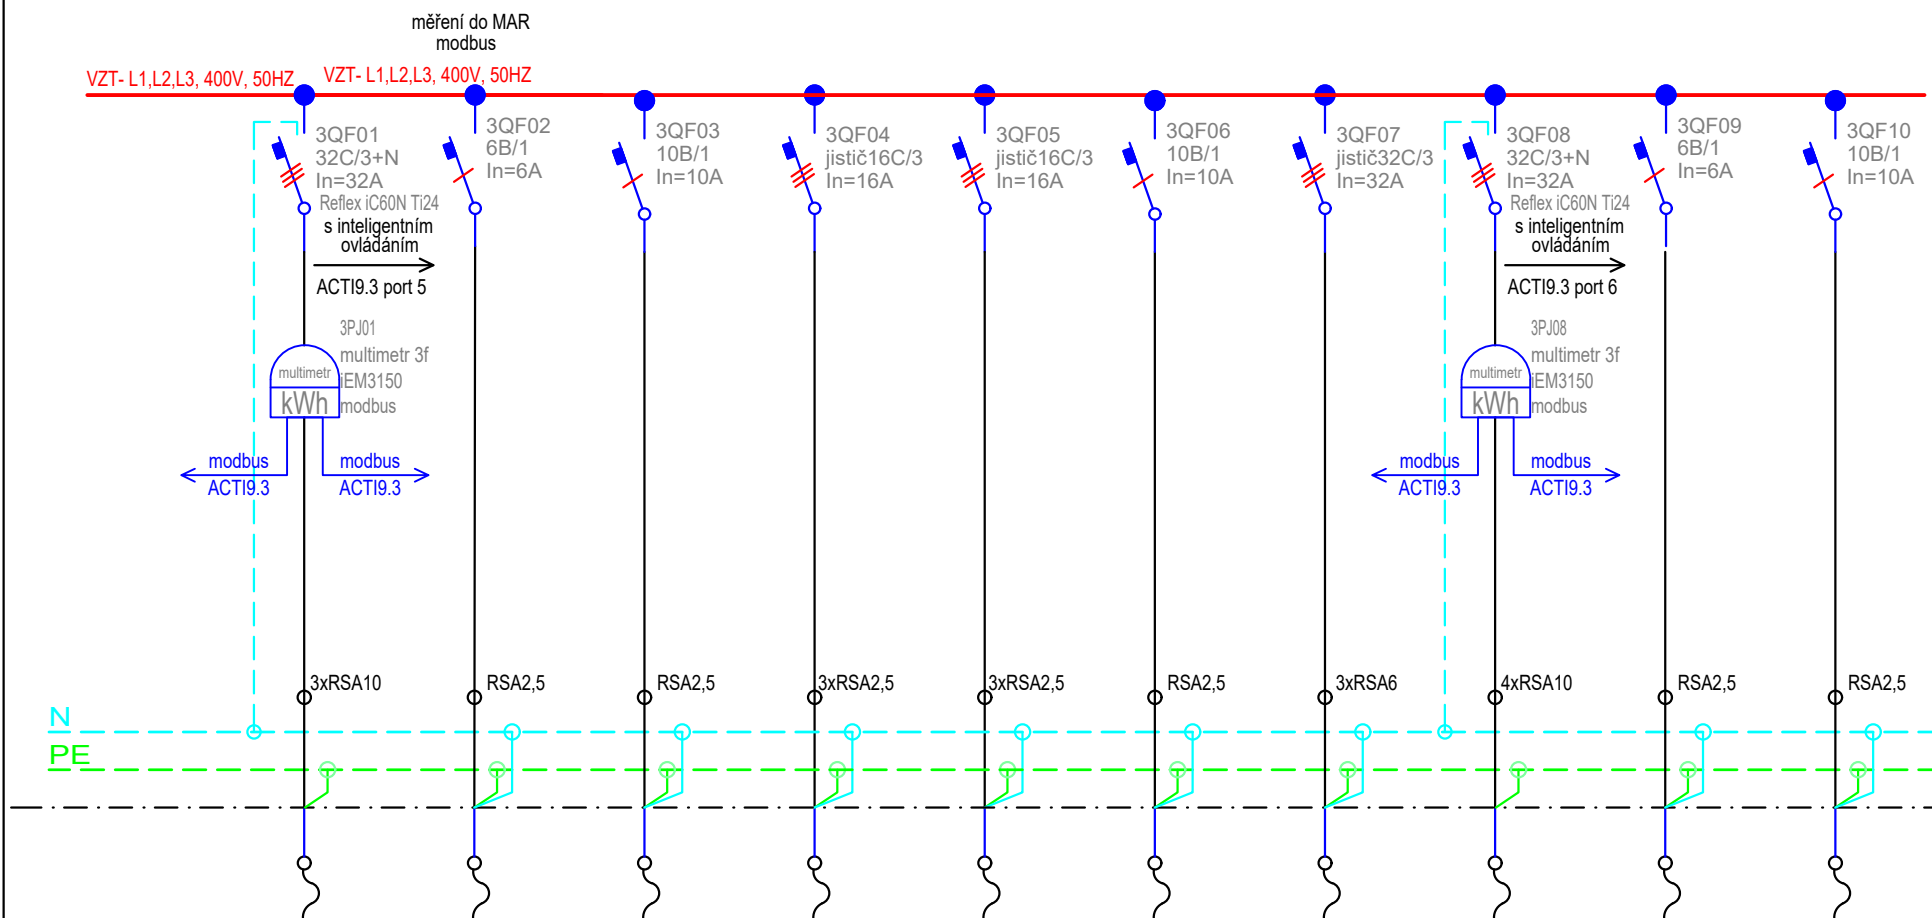 měření do MAR
modbus
VZT- L1,L2,L3, 400V, 50HZ
VZT- L1,L2,L3, 400V, 50HZ
3QF01
32C/3+N
In=32A
Reflex iC60N Ti24
s inteligentním
ovládáním
ACTI9.3 port 5
3QF02
6B/1
In=6A
3QF03
10B/1
In=10A
3QF04
jistič16C/3
In=16A
3QF05
jistič16C/3
In=16A
3QF06
10B/1
In=10A
3QF07
jistič32C/3
In=32A
3QF08
32C/3+N
In=32A
Reflex iC60N Ti24
s inteligentním
ovládáním
ACTI9.3 port 6
3QF09
6B/1
In=6A
3QF10
10B/1
In=10A
3PJ01
multimetr 3f
iEM3150
modbus
multimetr
kWh
modbus
ACTI9.3
modbus
ACTI9.3
3PJ08
multimetr 3f
iEM3150
modbus
multimetr
kWh
modbus
ACTI9.3
modbus
ACTI9.3
3xRSA10
RSA2,5
RSA2,5
3xRSA2,5
3xRSA2,5
RSA2,5
3xRSA6
4xRSA10
RSA2,5
RSA2,5
N
PE